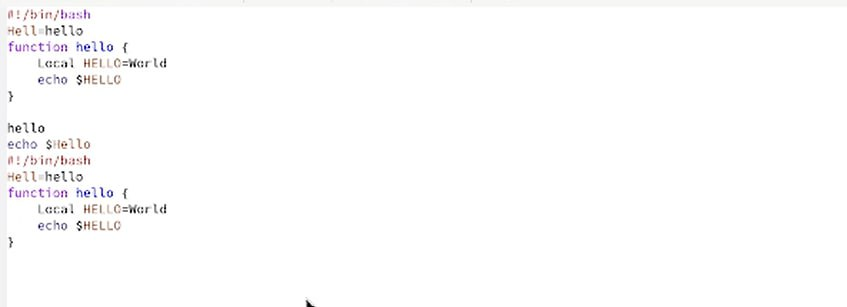 #!/bin/bash
Hell=hello
function hello {
    Local HELLO=World
    echo $HELLO
}
hello
echo $Hello
#!/bin/bash
Hell=hello
function hello {
    Local HELLO=World
    echo $HELLO
}